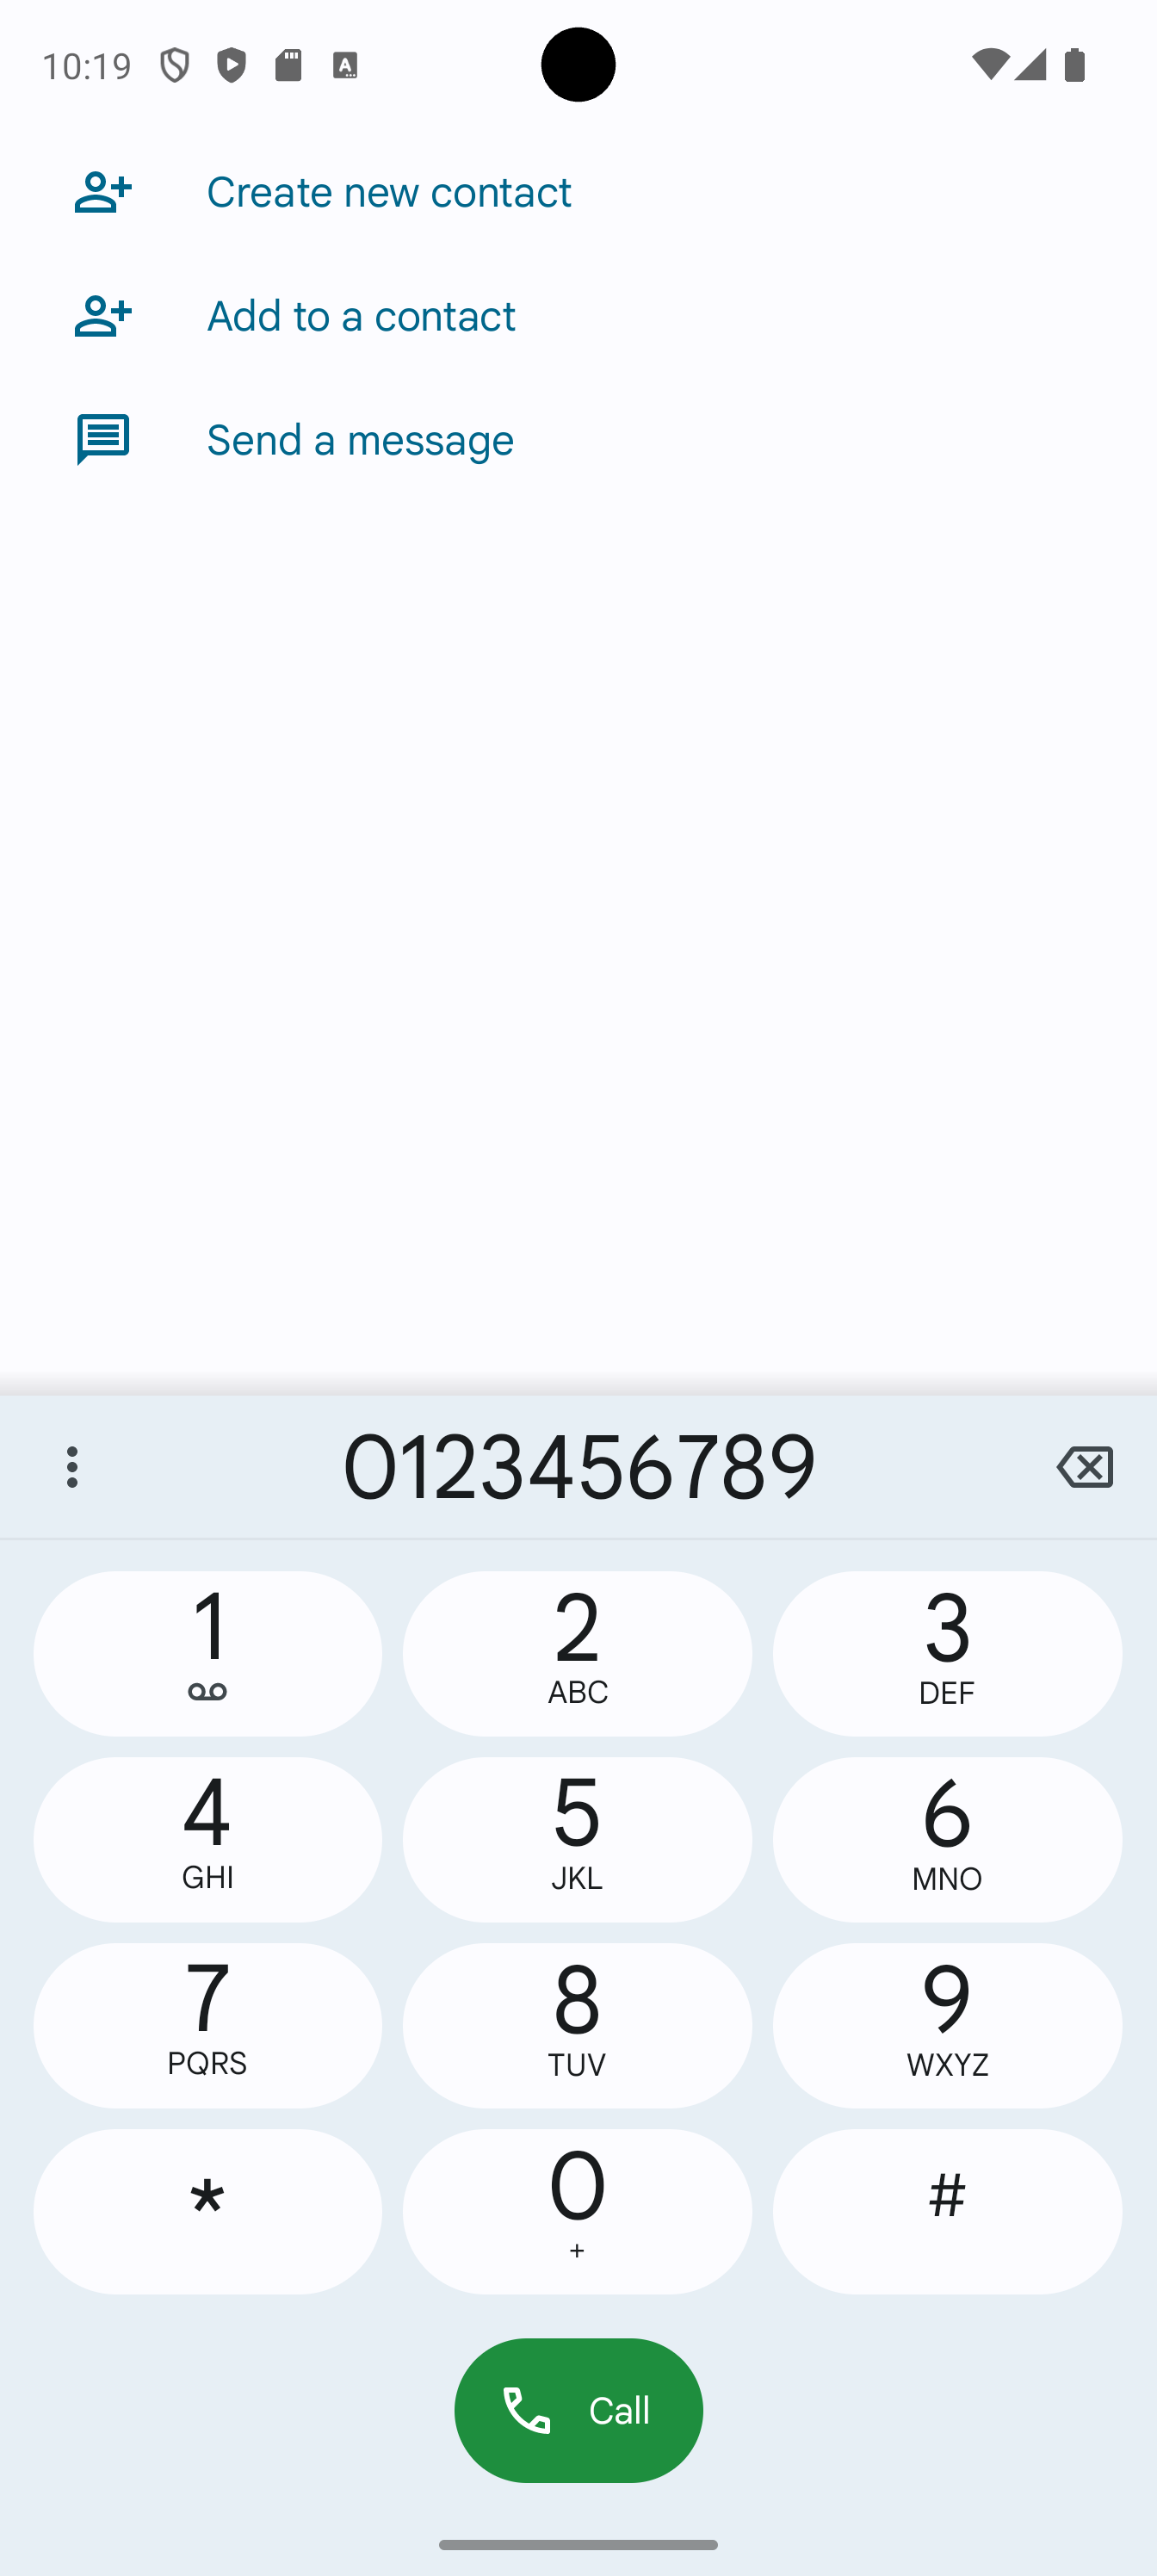 10:19
Create new contact
Add to a contact
Send a message
0123456789
1
2
ABC
3
DEF
4
GHI
5
JKL
6
MNO
7
PQRS
8
TUV
9
WXYZ
*
0
+
#
Call